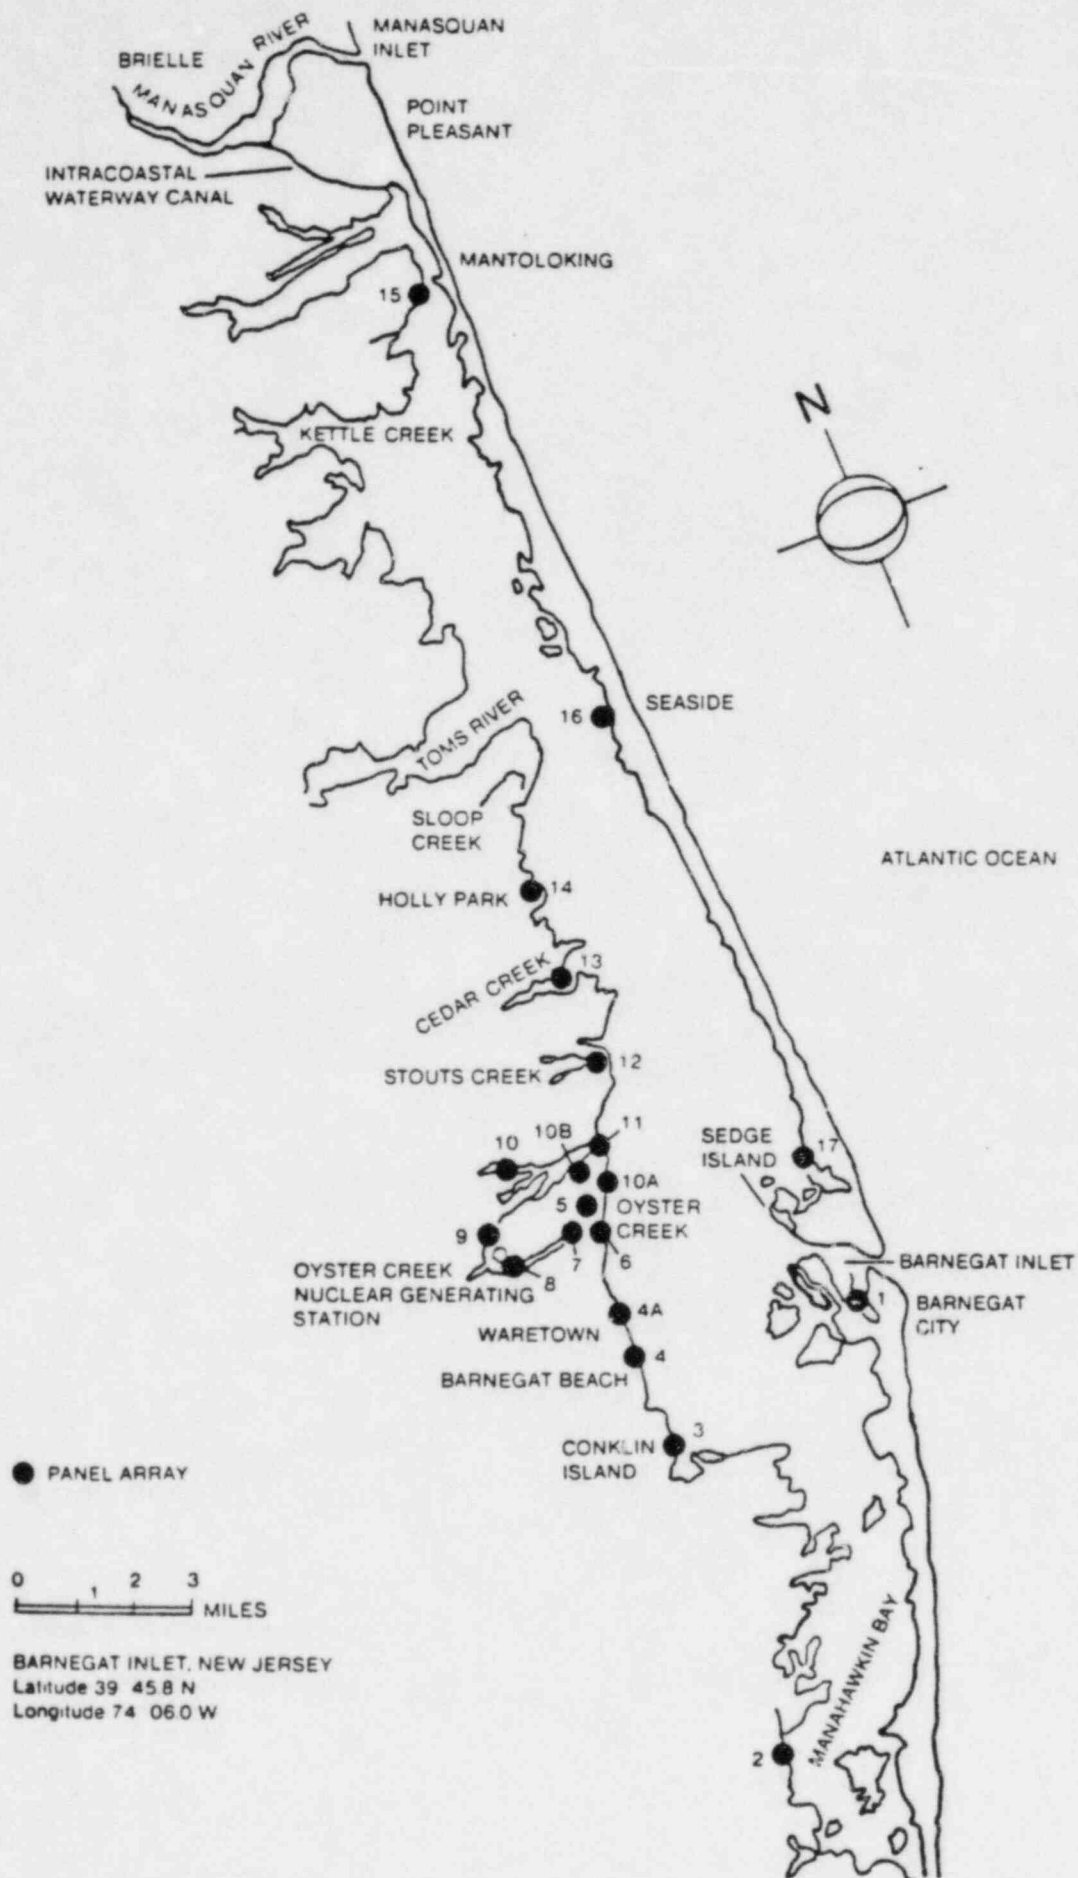 MANASQUAN
INLET
BRIELLE
MANASQUAN RIVER
POINT
PLEASANT
INTRACOASTAL
WATERWAY CANAL
MANTOLOKING
15
N
KETTLE CREEK
SEASIDE
16
TOMS RIVER
SLOOP
CREEK
ATLANTIC OCEAN
HOLLY PARK
14
13
CEDAR CREEK
12
STOUTS CREEK
11
10B
10
SEDGE
ISLAND
17
10A
5
OYSTER
CREEK
9
7
6
8
BARNEGAT INLET
OYSTER CREEK
NUCLEAR GENERATING
STATION
1
BARNEGAT
CITY
4A
WARETOWN
4
BARNEGAT BEACH
3
CONKLIN
ISLAND
PANEL ARRAY
0 1 2 3
MILES
BARNEGAT INLET, NEW JERSEY
Latitude 39 45.8 N
Longitude 74 06.0 W
MANAHAWKIN BAY
2